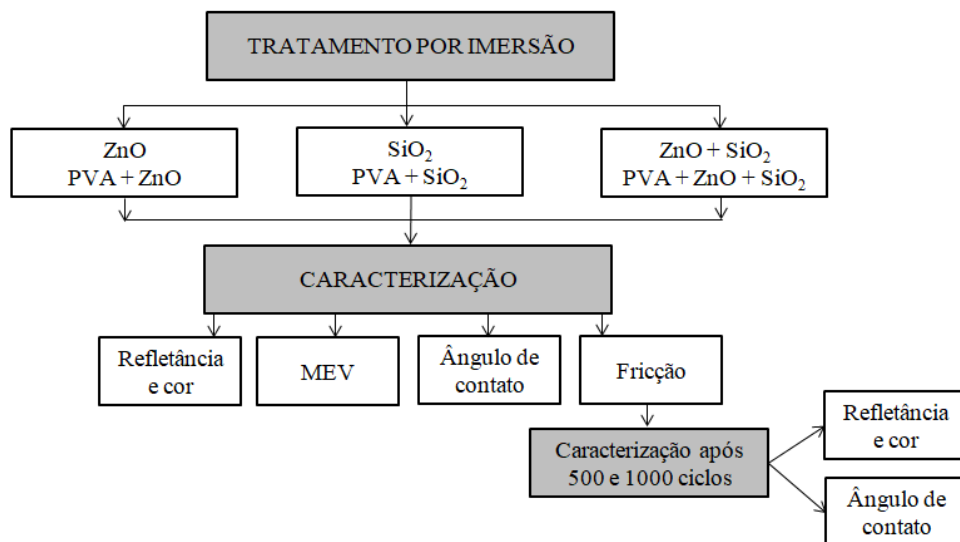 TRATAMENTO POR IMERSÃO
ZnO
PVA + ZnO
SiO₂
PVA + SiO₂
ZnO + SiO₂
PVA + ZnO + SiO₂
CARACTERIZAÇÃO
Refletância
e cor
MEV
Ângulo de
contato
Fricção
Caracterização após
500 e 1000 ciclos
Refletância
e cor
Ângulo de
contato